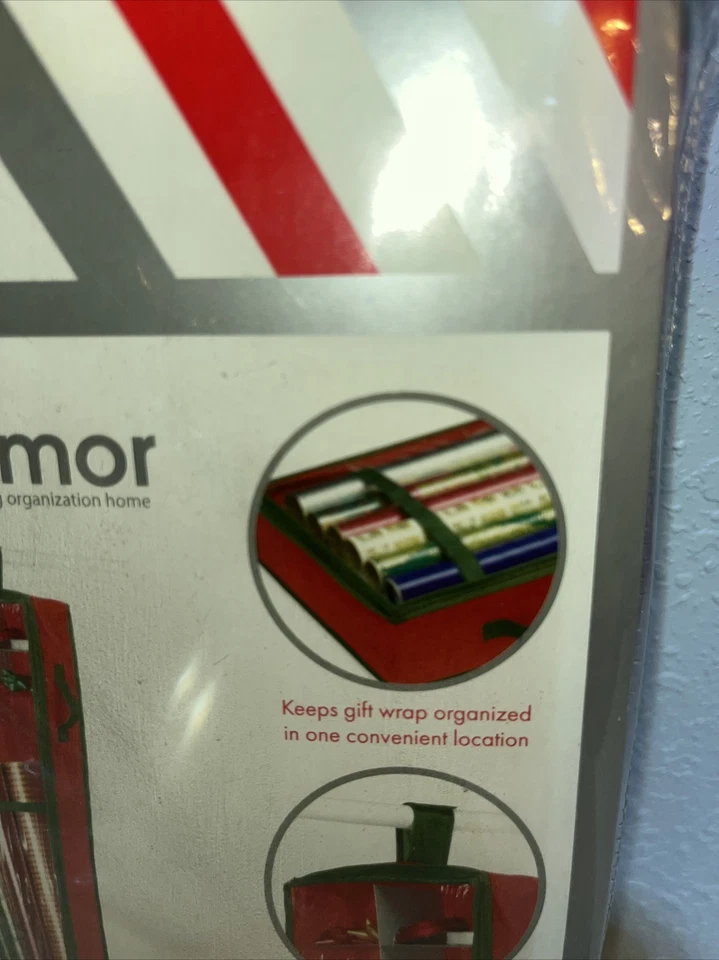 mor
organization home
Keeps gift wrap organized
in one convenient location